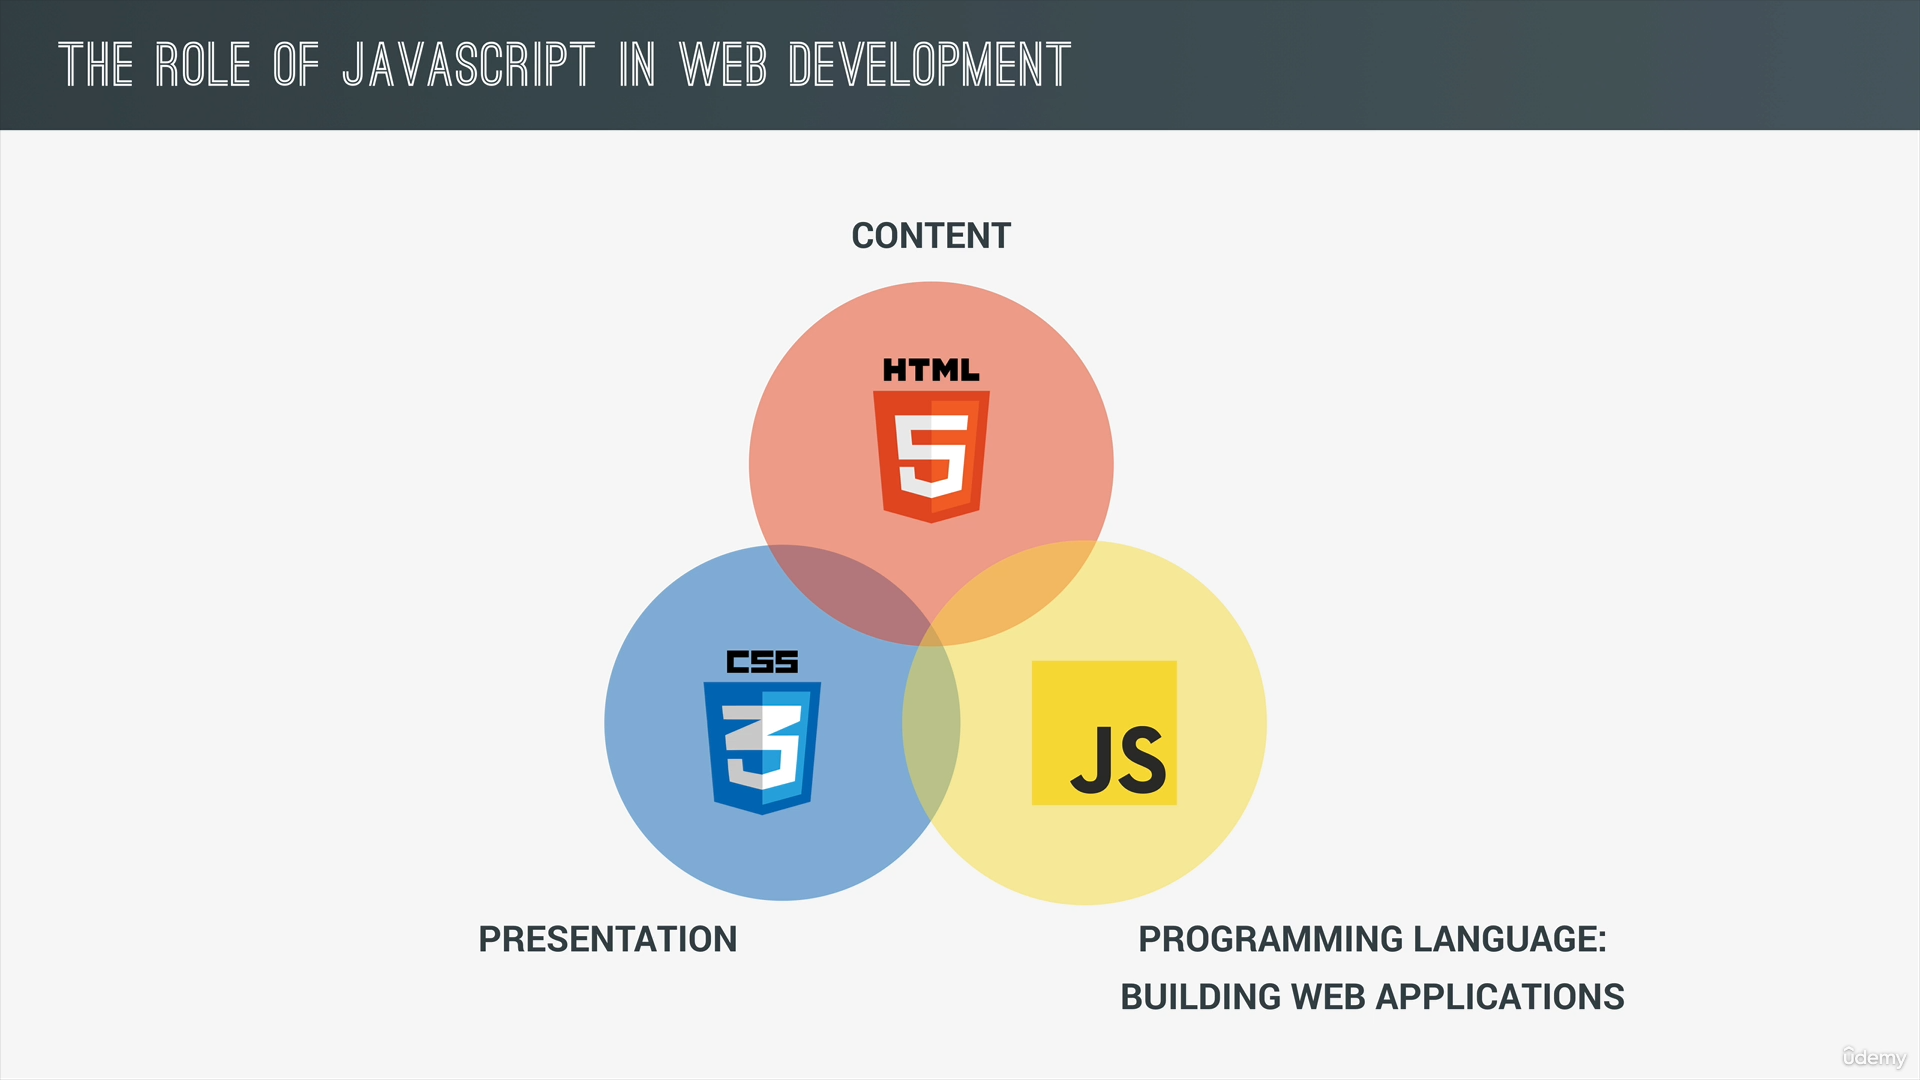 THE ROLE OF JAVASCRIPT IN WEB DEVELOPMENT
CONTENT
HTML
5
CSS
3
JS
PRESENTATION
PROGRAMMING LANGUAGE:
BUILDING WEB APPLICATIONS
ûdemy